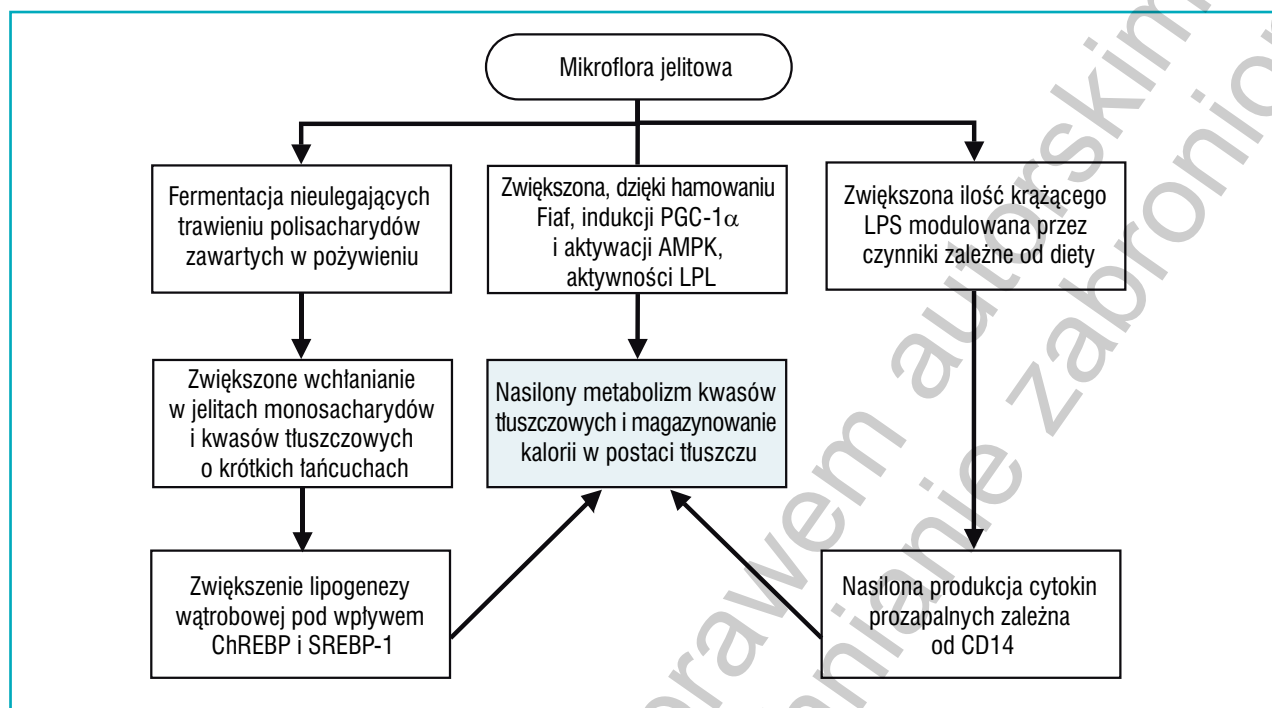 Mikroflora jelitowa
Fermentacja nieulegających
trawieniu polisacharydów
zawartych w pożywieniu
Zwiększona, dzięki hamowaniu
Fiaf, indukcji PGC-1α
i aktywacji AMPK,
aktywności LPL
Zwiększona ilość krążącego
LPS modulowana przez
czynniki zależne od diety
Zwiększone wchłanianie
w jelitach monosacharydów
i kwasów tłuszczowych
o krótkich łańcuchach
Nasilony metabolizm kwasów
tłuszczowych i magazynowanie
kalorii w postaci tłuszczu
Zwiększenie lipogenezy
wątrobowej pod wpływem
ChREBP i SREBP-1
Nasilona produkcja cytokin
prozapalnych zależna
od CD14
autorskim